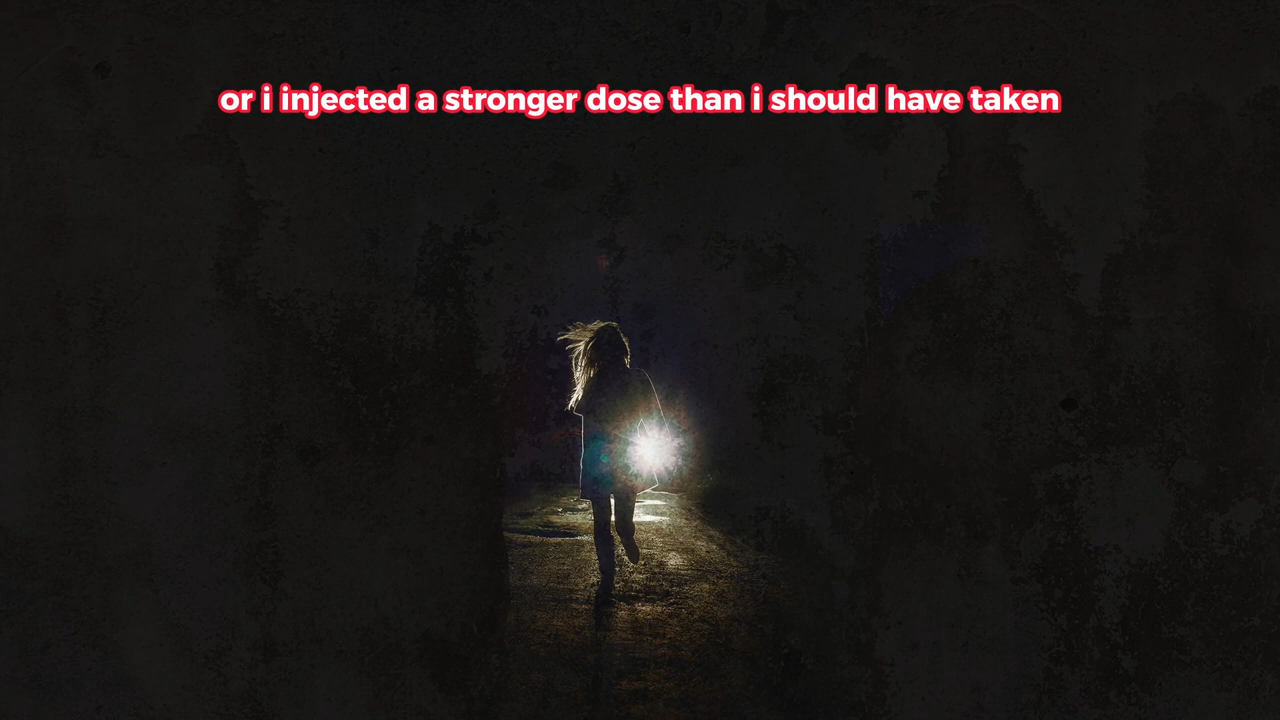 or i injected a stronger dose than i should have taken